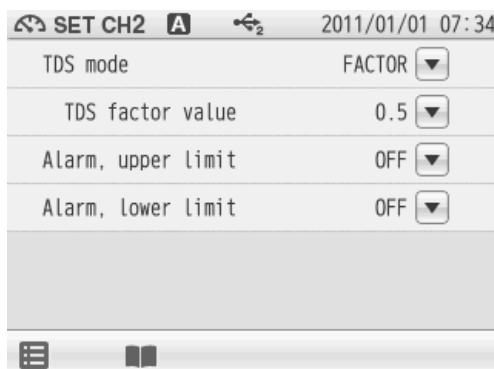 SET CH2 A 2 2011/01/01 07:34
TDS mode FACTOR
TDS factor value 0.5
Alarm, upper limit OFF
Alarm, lower limit OFF